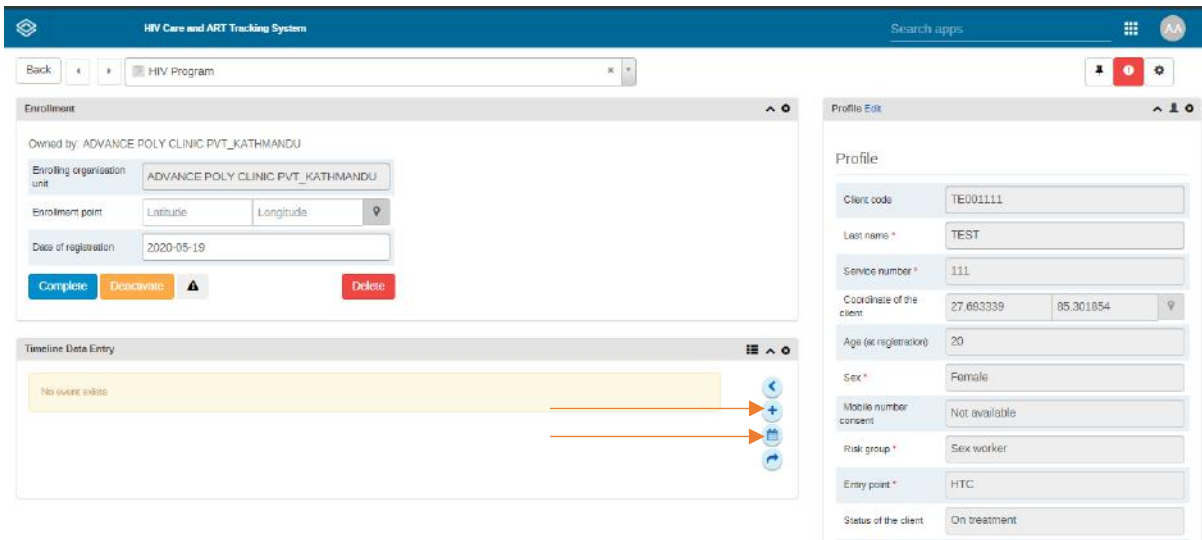 HIV Care and ART Tracking System
Search apps
AA
Back
HIV Program
Enrollment
Owned by: ADVANCE POLY CLINIC PVT_KATHMANDU
Enrolling organisation unit
ADVANCE POLY CLINIC PVT_KATHMANDU
Enrollment point
Latitude
Longitude
Date of registration
2020-05-19
Complete
Deactivate
Delete
Timeline Data Entry
No event exists
Profile Edit
Profile
Client code
TE001111
Last name *
TEST
Service number *
111
Coordinate of the client
27.693339
85.301854
Age (at registration)
20
Sex *
Female
Mobile number consent
Not available
Risk group *
Sex worker
Entry point *
HTC
Status of the client
On treatment